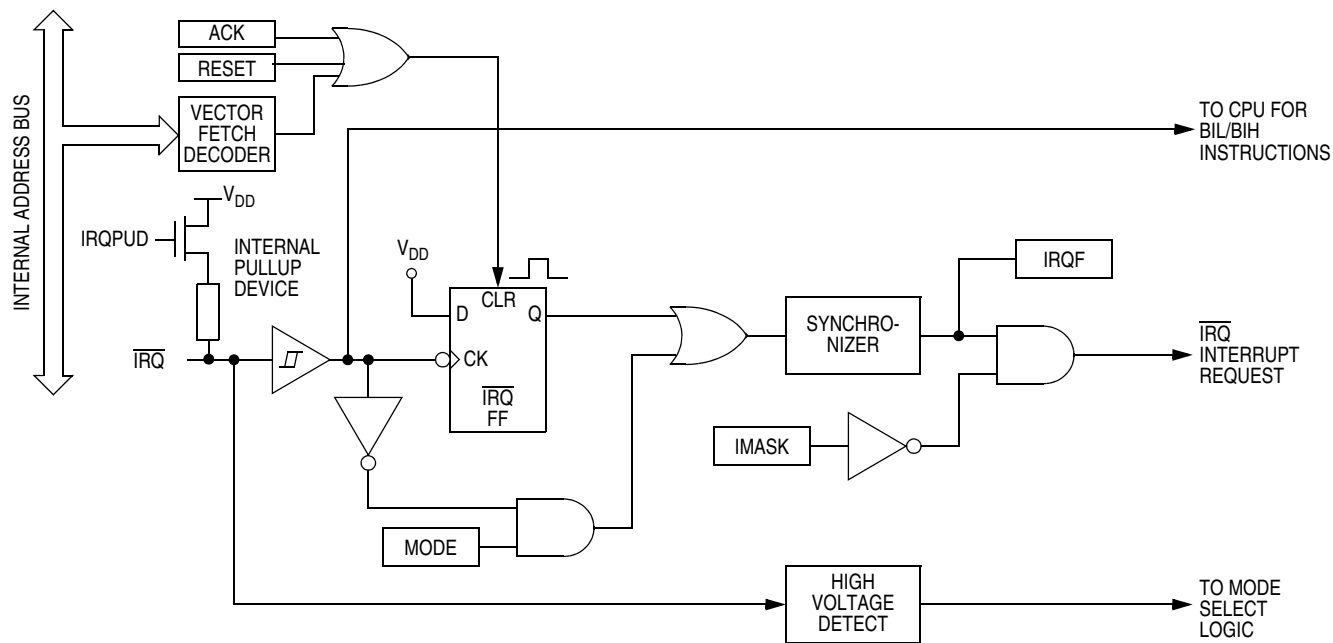 INTERNAL ADDRESS BUS
ACK
RESET
VECTOR
FETCH
DECODER
TO CPU FOR
BIL/BIH
INSTRUCTIONS
VDD
IRQPUD
INTERNAL
PULLUP
DEVICE
VDD
CLR
D
Q
CK
IRQ
FF
IRQ
SYNCHRO-
NIZER
IRQF
IRQ
INTERRUPT
REQUEST
IMASK
MODE
HIGH
VOLTAGE
DETECT
TO MODE
SELECT
LOGIC